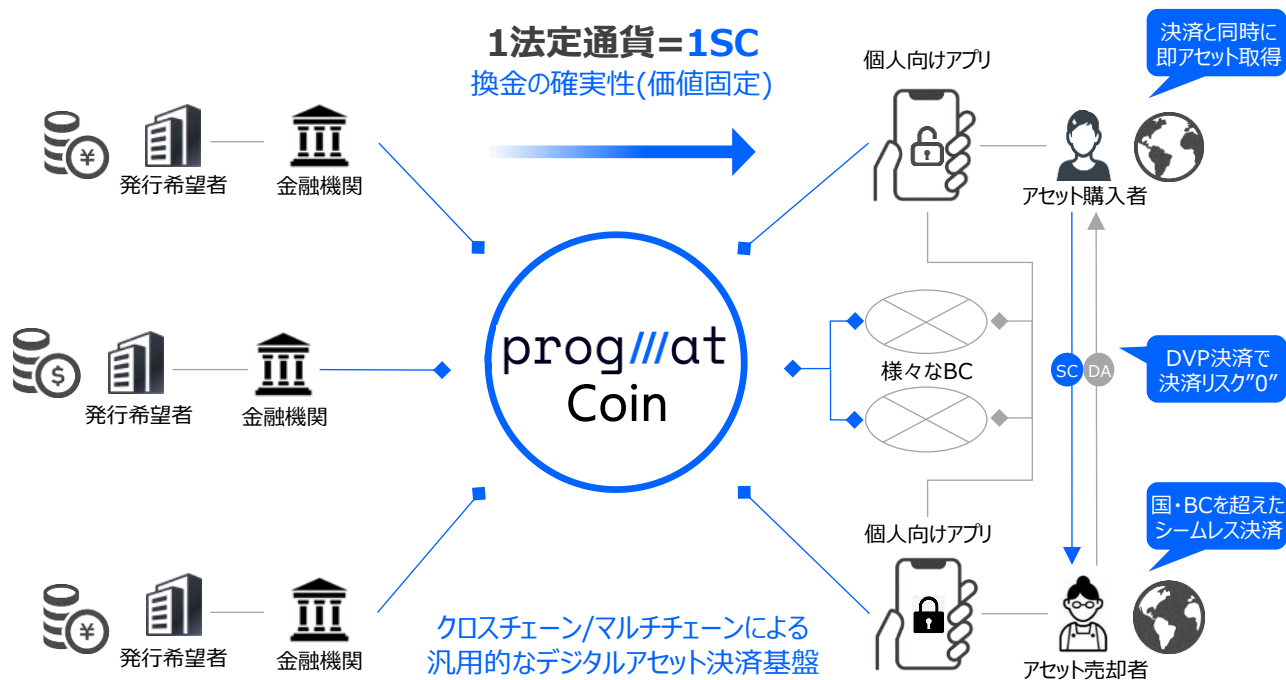 1法定通貨=1SC
換金の確実性(価値固定)
個人向けアプリ
決済と同時に
即アセット取得
¥
発行希望者
金融機関
アセット購入者
$
発行希望者
金融機関
progmat
Coin
様々なBC
SC
DA
DVP決済で
決済リスク”0”
個人向けアプリ
国・BCを超えた
シームレス決済
¥
発行希望者
金融機関
クロスチェーン/マルチチェーンによる
汎用的なデジタルアセット決済基盤
アセット売却者